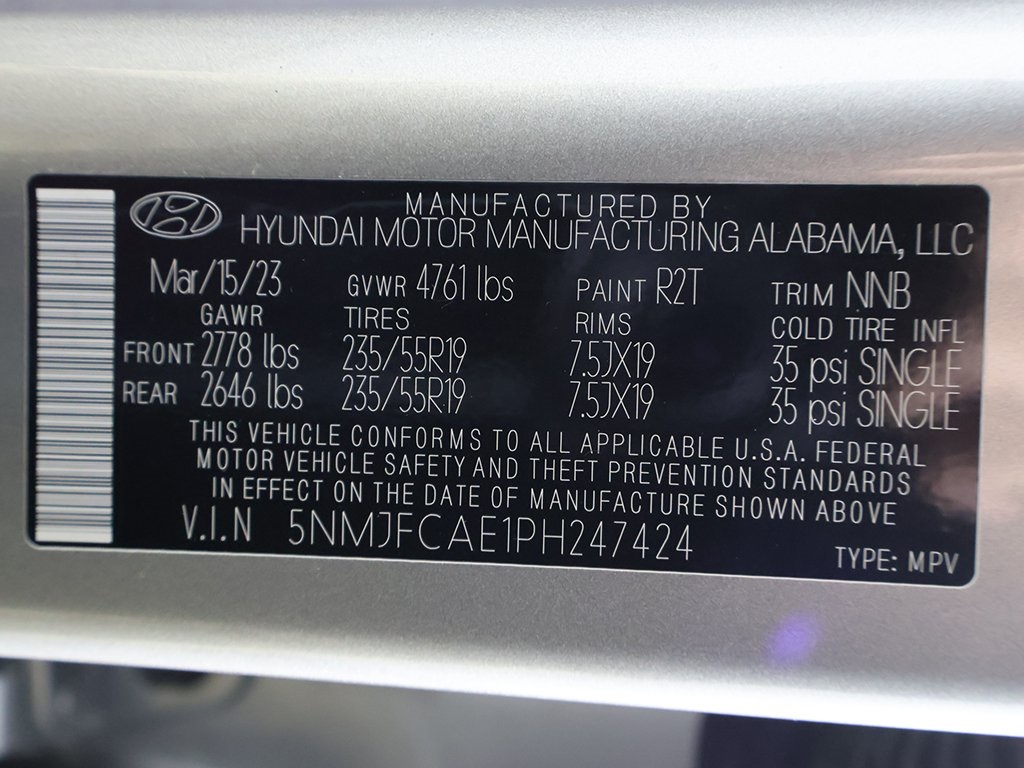 MANUFACTURED BY
HYUNDAI MOTOR MANUFACTURING ALABAMA, LLC
Mar/15/23 GVWR 4761 lbs PAINT R2T TRIM NNB
GAWR TIRES RIMS COLD TIRE INFL
FRONT 2778 lbs 235/55R19 7.5JX19 35 psi SINGLE
REAR 2646 lbs 235/55R19 7.5JX19 35 psi SINGLE
THIS VEHICLE CONFORMS TO ALL APPLICABLE U.S.A. FEDERAL
MOTOR VEHICLE SAFETY AND THEFT PREVENTION STANDARDS
IN EFFECT ON THE DATE OF MANUFACTURE SHOWN ABOVE
V.I.N 5NMJFCAE1PH247424
TYPE: MPV